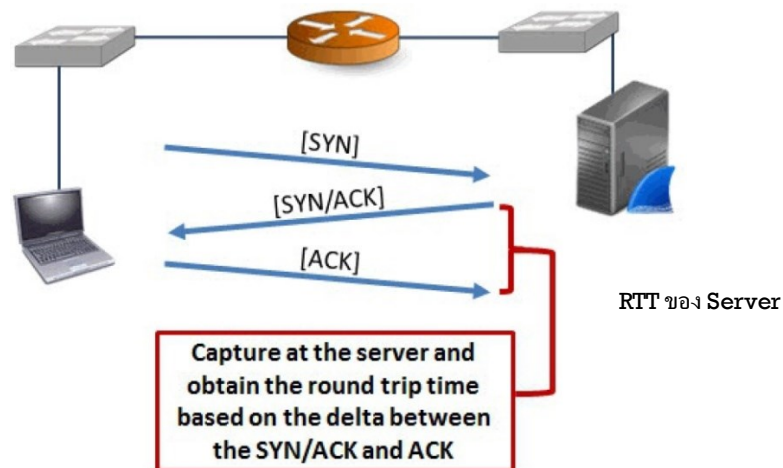 [SYN]
[SYN/ACK]
[ACK]
RTT ของ Server
Capture at the server and
obtain the round trip time
based on the delta between
the SYN/ACK and ACK